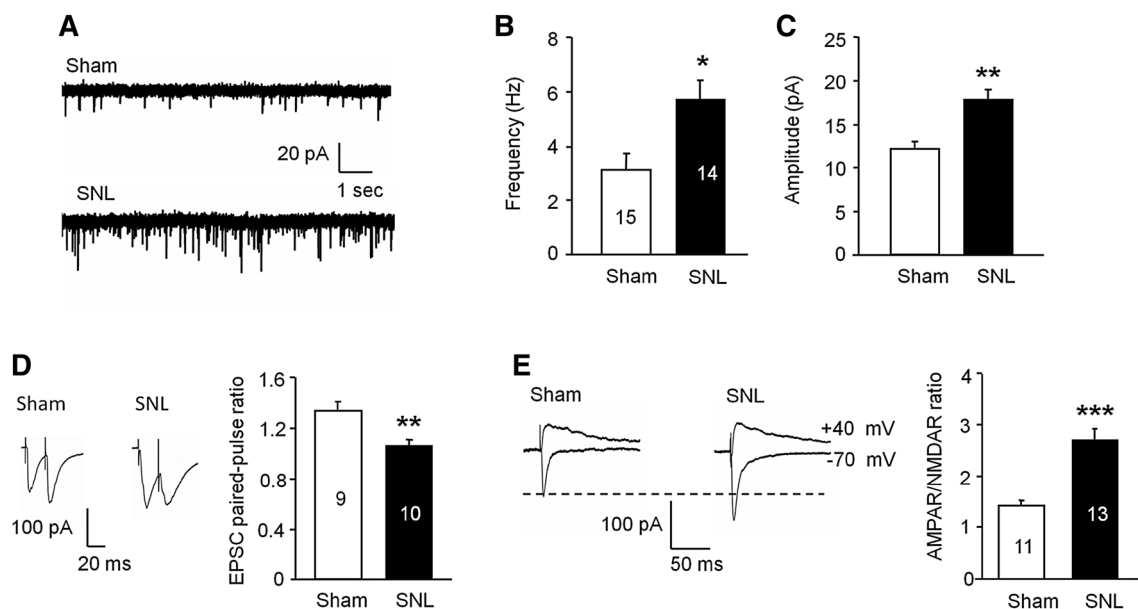 A
Sham
20 pA
1 sec
SNL
B
Frequency (Hz)
8
6
4
2
0
*
15
14
Sham
SNL
C
Amplitude (pA)
25
20
15
10
5
0
**
Sham
SNL
D
Sham
SNL
100 pA
20 ms
EPSC paired-pulse ratio
1.6
1.2
0.8
0.4
0
**
9
10
Sham
SNL
E
Sham
SNL
+40 mV
-70 mV
100 pA
50 ms
AMPAR/NMDAR ratio
4
3
2
1
0
***
11
13
Sham
SNL